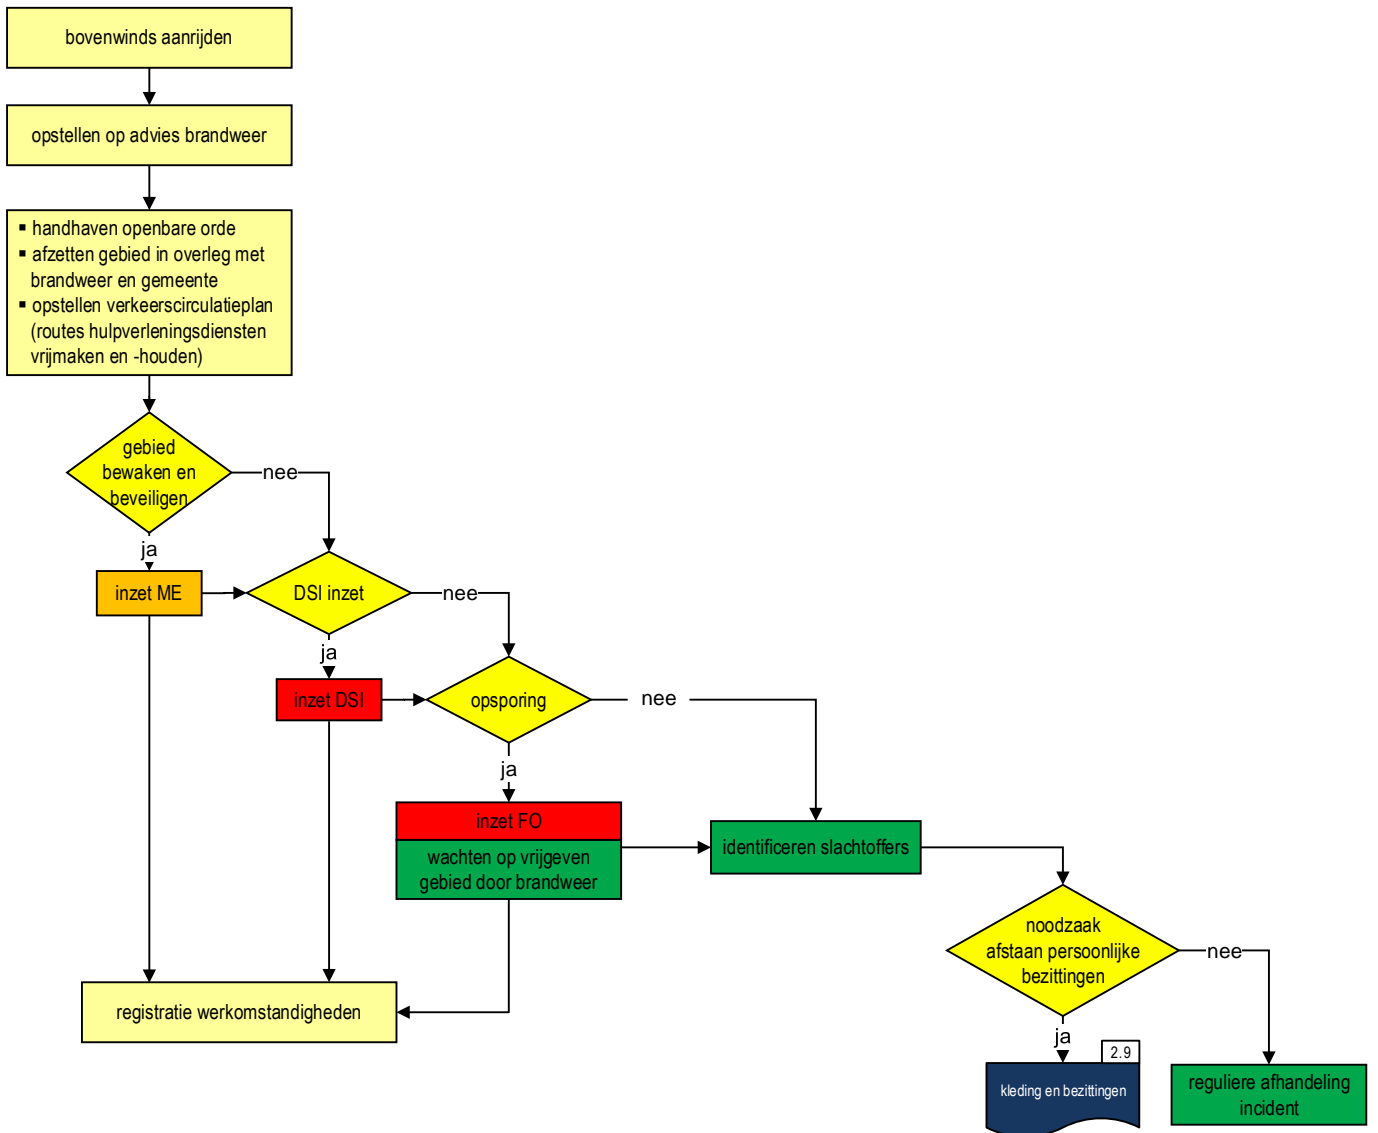 bovenwinds aanrijden
opstellen op advies brandweer
▪ handhaven openbare orde
▪ afzetten gebied in overleg met
brandweer en gemeente
▪ opstellen verkeerscirculatieplan
(routes hulpverleningsdiensten
vrijmaken en -houden)
gebied
bewaken en
beveiligen
nee
ja
inzet ME
DSI inzet
nee
ja
inzet DSI
opsporing
nee
ja
inzet FO
wachten op vrijgeven
gebied door brandweer
identificeren slachtoffers
noodzaak
afstaan persoonlijke
bezittingen
nee
registratie werkomstandigheden
ja
2.9
kleding en bezittingen
reguliere afhandeling
incident